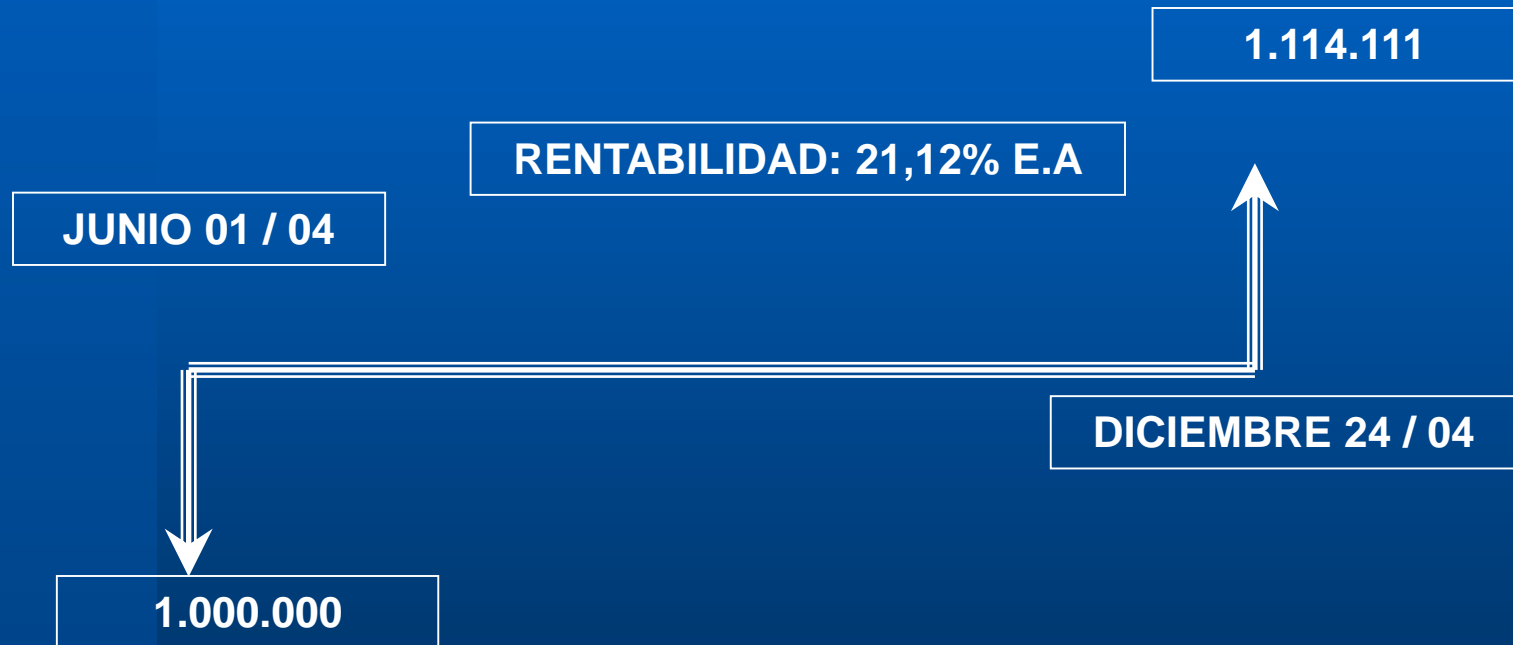 1.114.111
RENTABILIDAD: 21,12% E.A
JUNIO 01 / 04
DICIEMBRE 24 / 04
1.000.000